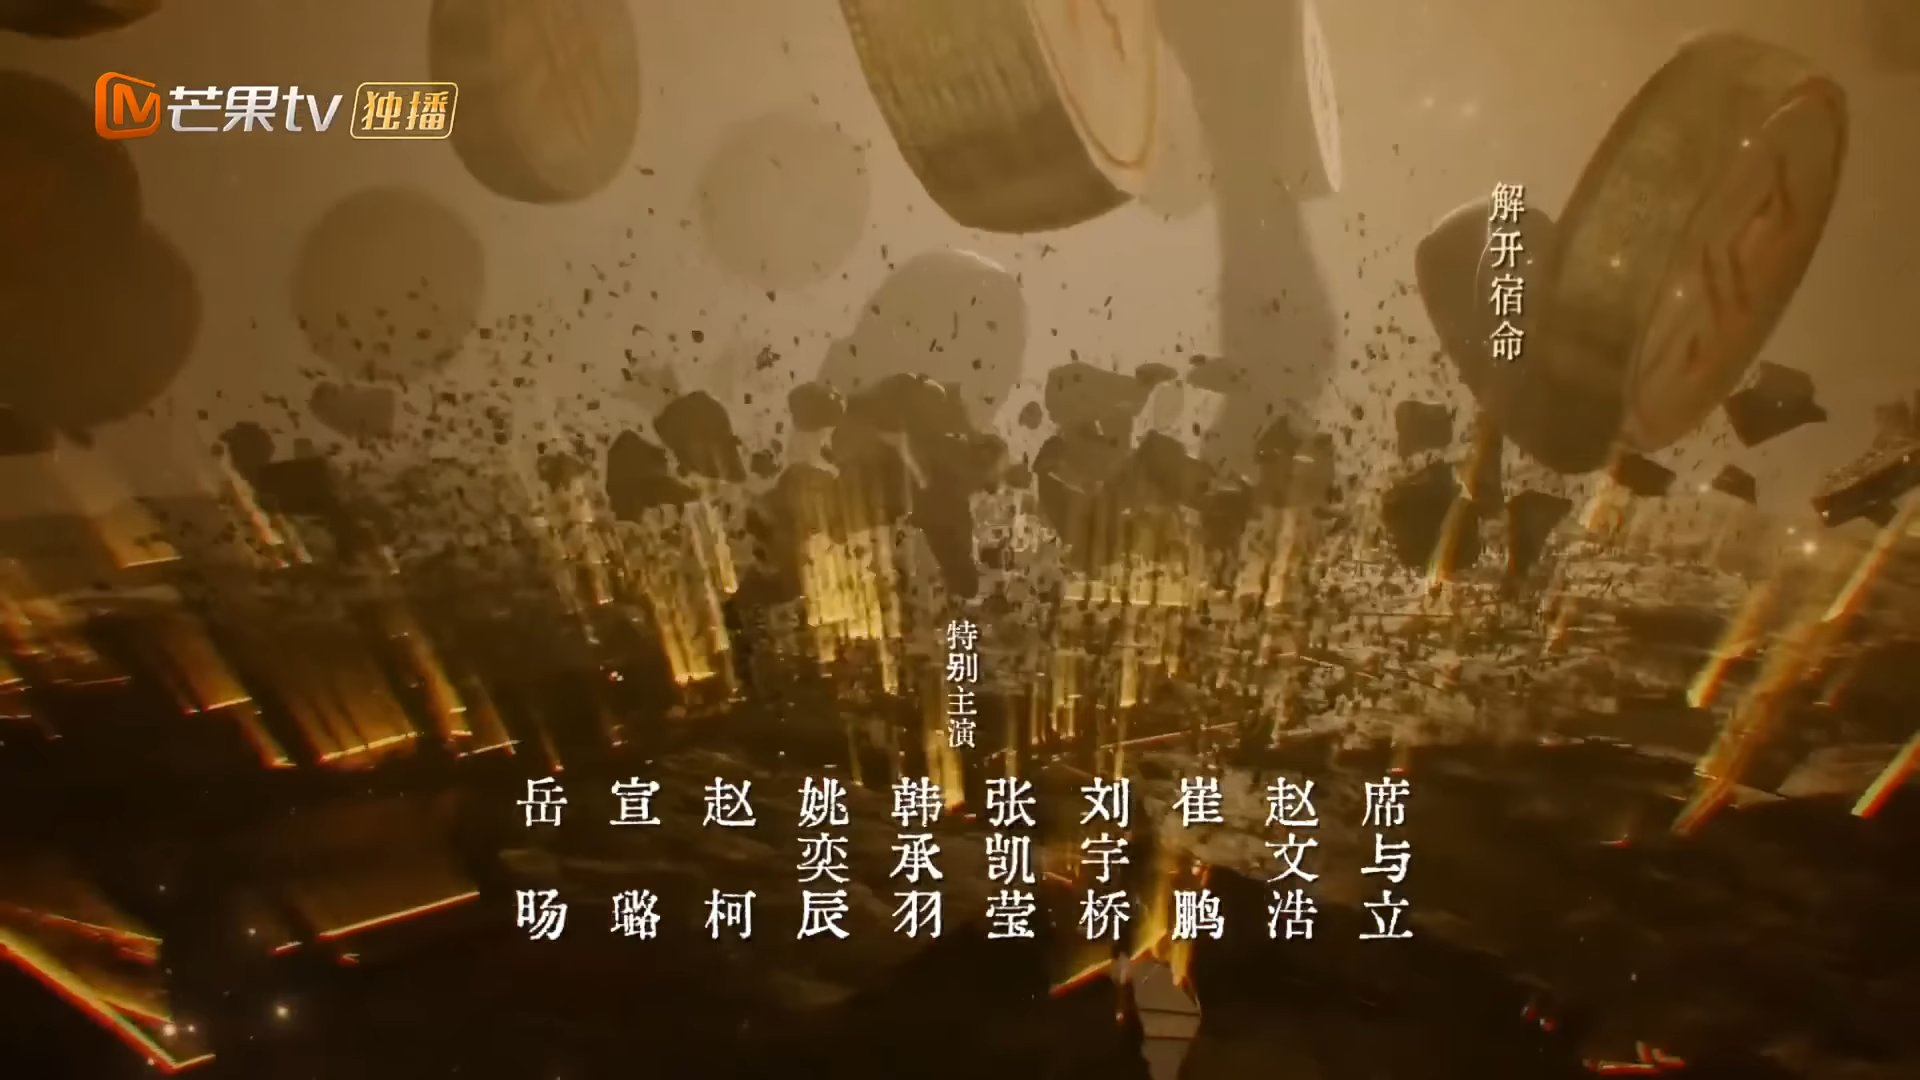 芒果tv 独播
解开宿命
特别主演
岳旸 宣璐 赵柯 姚奕辰 韩承羽 张凯莹 刘宇桥 崔鹏 赵文浩 席与立